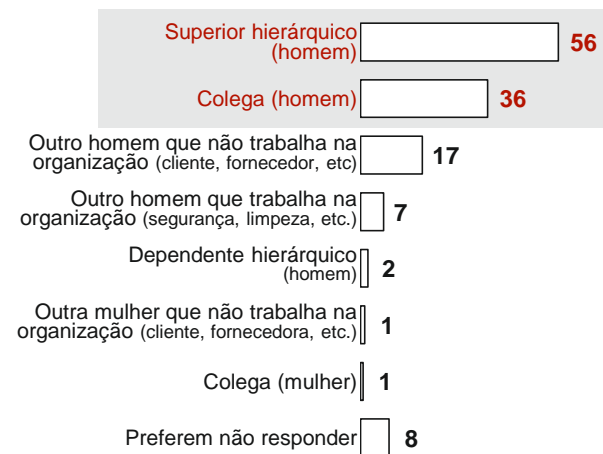 Superior hierárquico
(homem)
56
Colega (homem)
36
Outro homem que não trabalha na
organização (cliente, fornecedor, etc)
17
Outro homem que trabalha na
organização (segurança, limpeza, etc.)
7
Dependente hierárquico
(homem)
2
Outra mulher que não trabalha na
organização (cliente, fornecedora, etc.)
1
Colega (mulher)
1
Preferem não responder
8